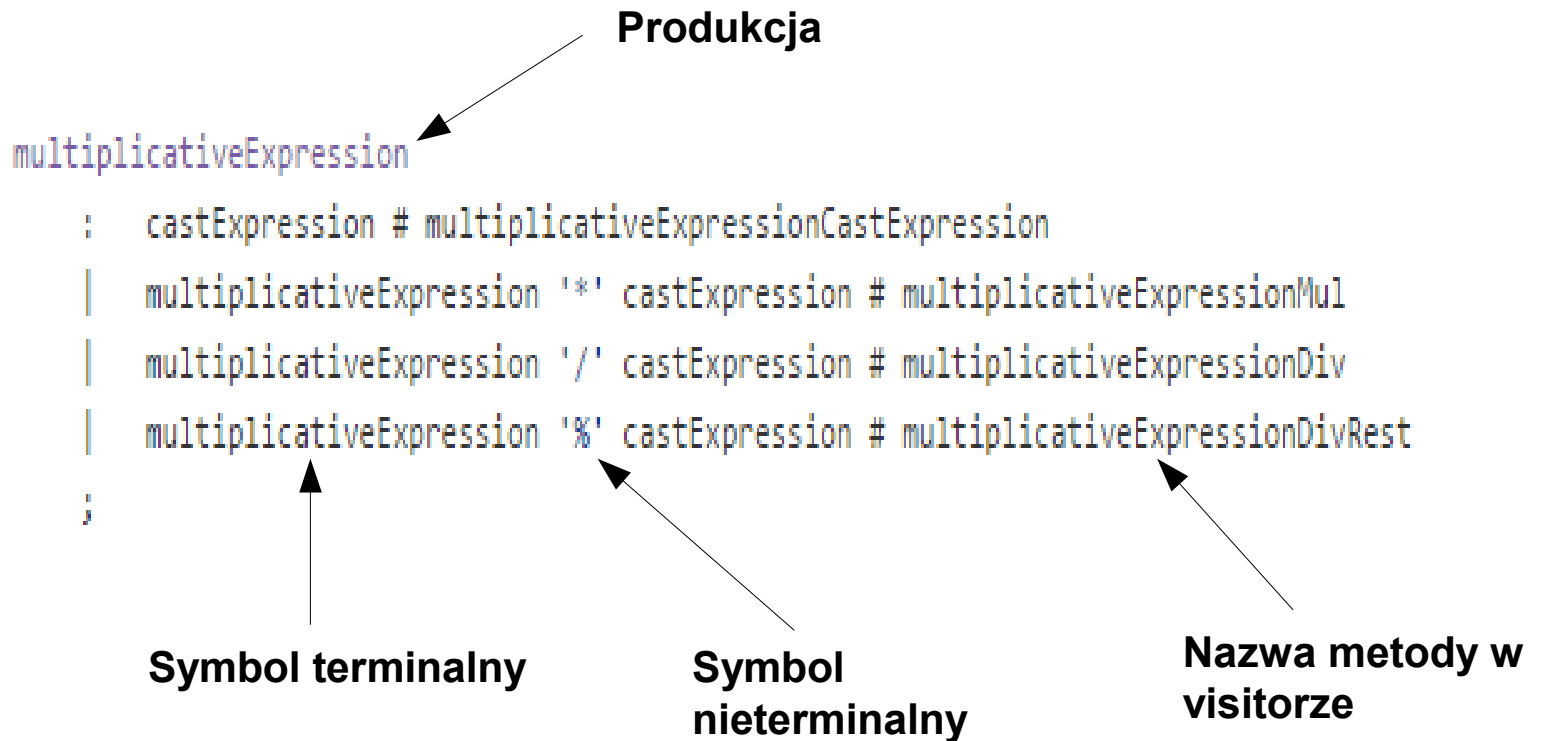 Produkcja
multiplicativeExpression
: castExpression # multiplicativeExpressionCastExpression
| multiplicativeExpression '*' castExpression # multiplicativeExpressionMul
| multiplicativeExpression '/' castExpression # multiplicativeExpressionDiv
| multiplicativeExpression '%' castExpression # multiplicativeExpressionDivRest
;
Symbol terminalny
Symbol
nieterminalny
Nazwa metody w
visitorze